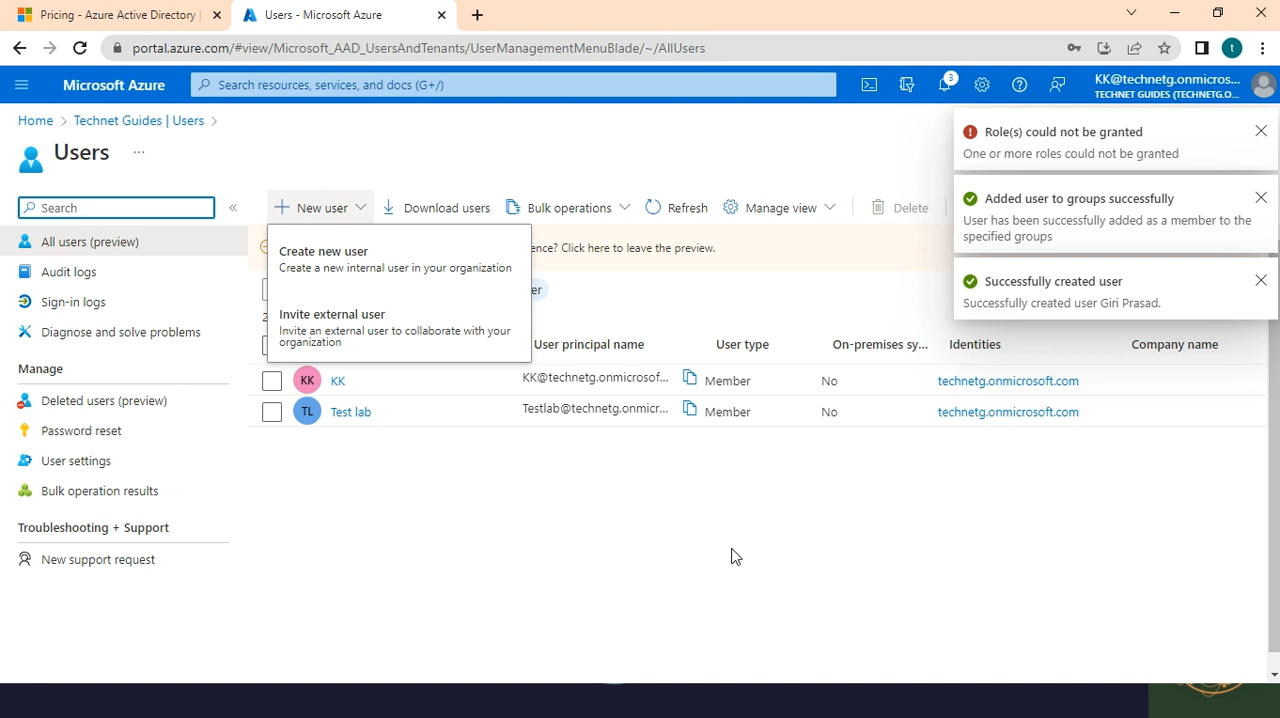 Pricing - Azure Active Directory
Users - Microsoft Azure
portal.azure.com/#view/Microsoft_AAD_UsersAndTenants/UserManagementMenuBlade/~/AllUsers
t
Microsoft Azure
Search resources, services, and docs (G+/)
3
KK@technetg.onmicros...
TECHNET GUIDES (TECHNETG.O...
Home > Technet Guides | Users >
Users ...
Role(s) could not be granted
One or more roles could not be granted
Added user to groups successfully
User has been successfully added as a member to the
specified groups
Successfully created user
Successfully created user Giri Prasad.
Search
«
New user
Download users
Bulk operations
Refresh
Manage view
Delete
All users (preview)
Audit logs
Sign-in logs
Diagnose and solve problems
Manage
Deleted users (preview)
Password reset
User settings
Bulk operation results
Troubleshooting + Support
New support request
Create new user
Create a new internal user in your organization
Invite external user
Invite an external user to collaborate with your
organization
ence? Click here to leave the preview.
er
User principal name
User type
On-premises sy...
Identities
Company name
KK
KK
KK@technetg.onmicrosof...
Member
No
technetg.onmicrosoft.com
TL
Test lab
Testlab@technetg.onmicr...
Member
No
technetg.onmicrosoft.com